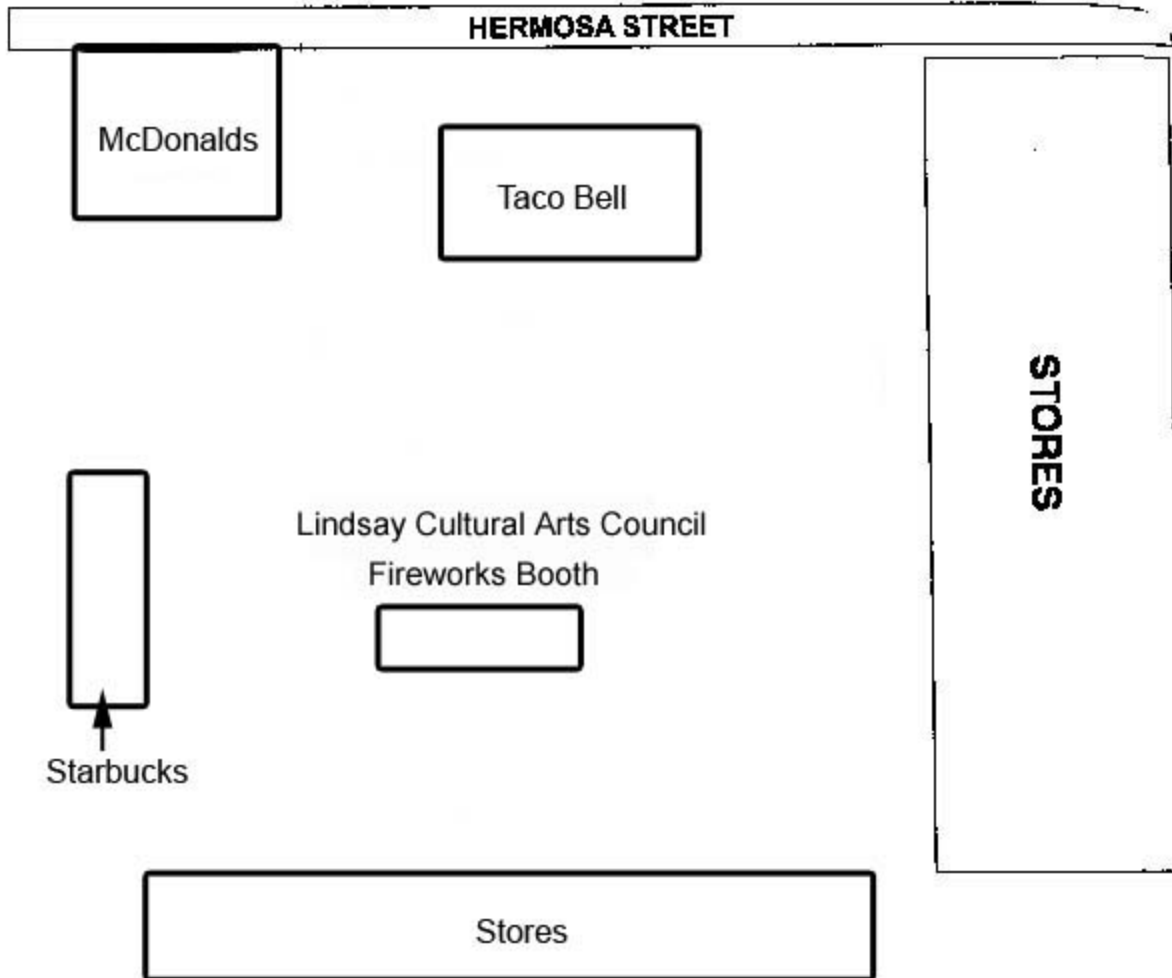 HERMOSA STREET
McDonalds
Taco Bell
STORES
Lindsay Cultural Arts Council
Fireworks Booth
Starbucks
Stores